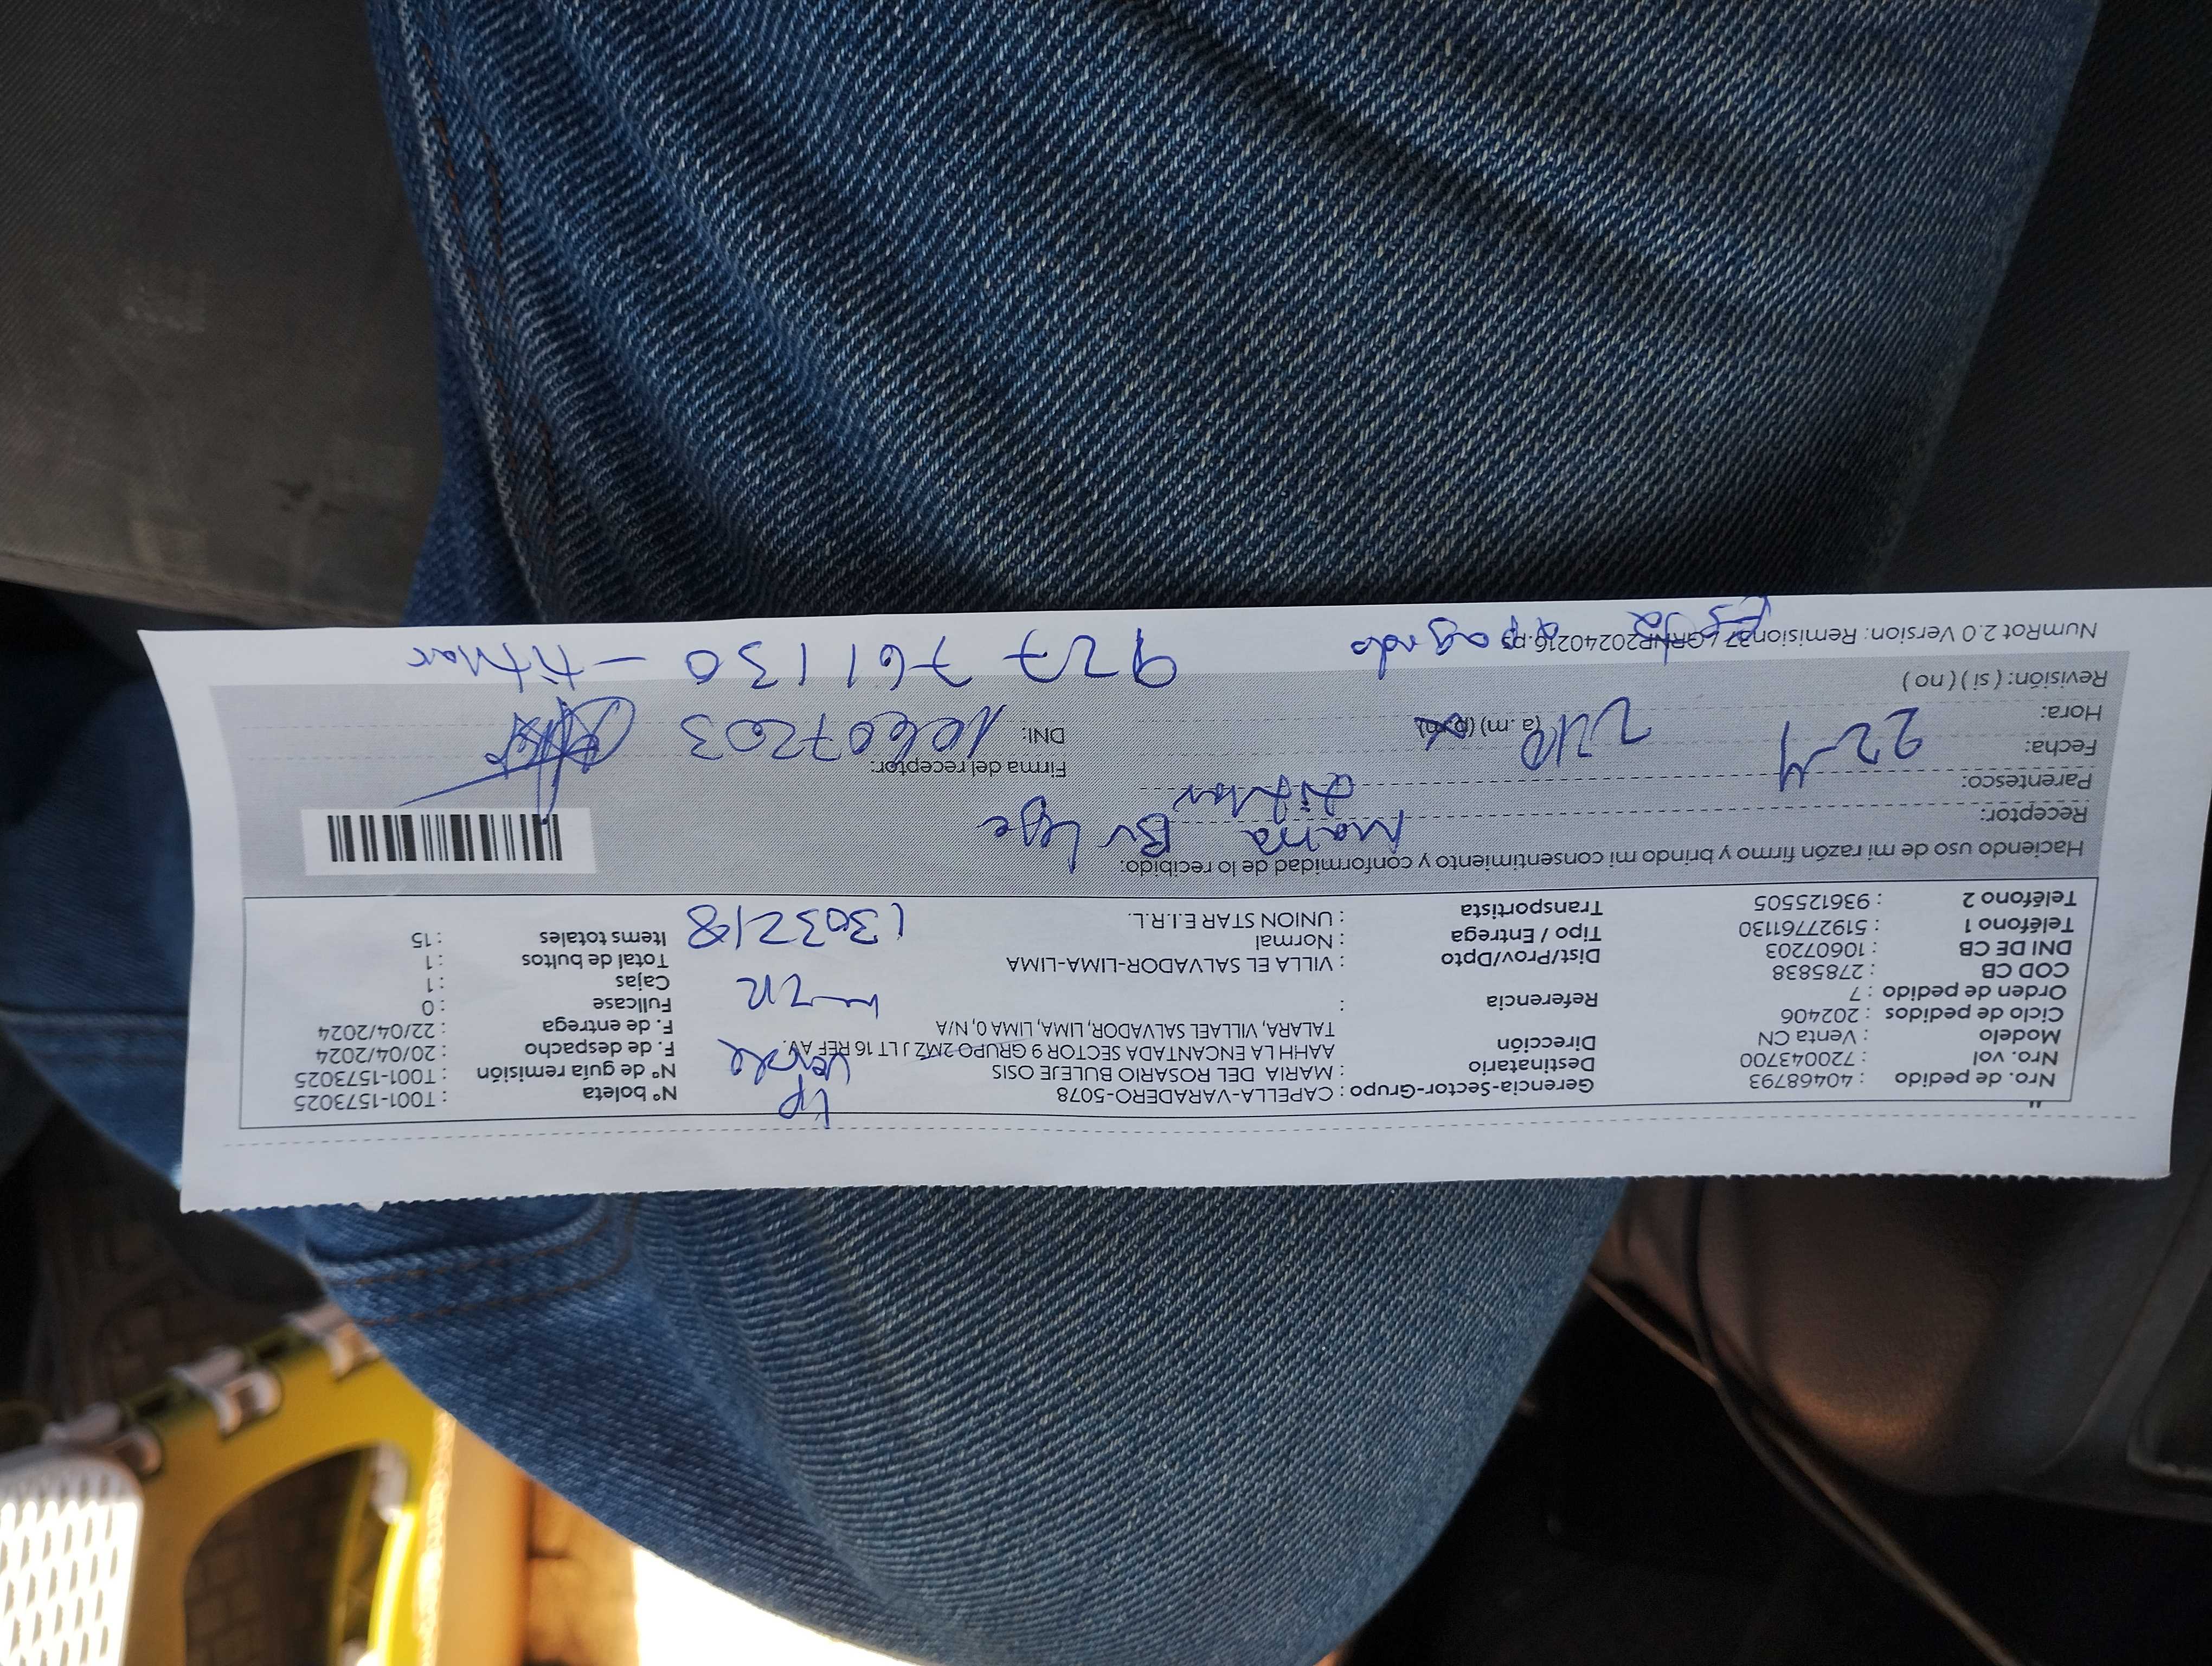 Nro. de pedido : 40468793
Nro. vol : 720043700
Modelo : Venta CN
Ciclo de pedidos : 202406
Orden de pedido : 7
COD CB : 2785838
DNI DE CB : 10607203
Teléfono 1 : 51927761130
Teléfono 2 : 936125505
Gerencia-Sector-Grupo : CAPELLA-VARADERO-5078
Destinatario : MARIA DEL ROSARIO BULEJE OSIS
Dirección AAHH LA ENCANTADA SECTOR 9 GRUPO 2MZ J LT 16 REF AV.
TALARA, VILLAEL SALVADOR, LIMA, LIMA 0, N/A
Referencia :
Dist/Prov/Dpto : VILLA EL SALVADOR-LIMA-LIMA
Tipo / Entrega : Normal
Transportista : UNION STAR E.I.R.L.
Verde
1303218
N° boleta : T001-1573025
N° de guía remisión : T001-1573025
F. de despacho : 20/04/2024
F. de entrega : 22/04/2024
Fullcase : 0
Cajas : 1
Total de bultos : 1
Items totales : 15
Haciendo uso de mi razón firmo y brindo mi consentimiento y conformidad de lo recibido:
Receptor: Maria Buleje
Parentesco: titular
Fecha: 22-4
Hora: (a .m) (p.m)
Revisión: ( si ) ( no )
Firma del receptor:
DNI: 10607203
NumRot 2.0 Version: Remision
apagado
927 761130 - titular